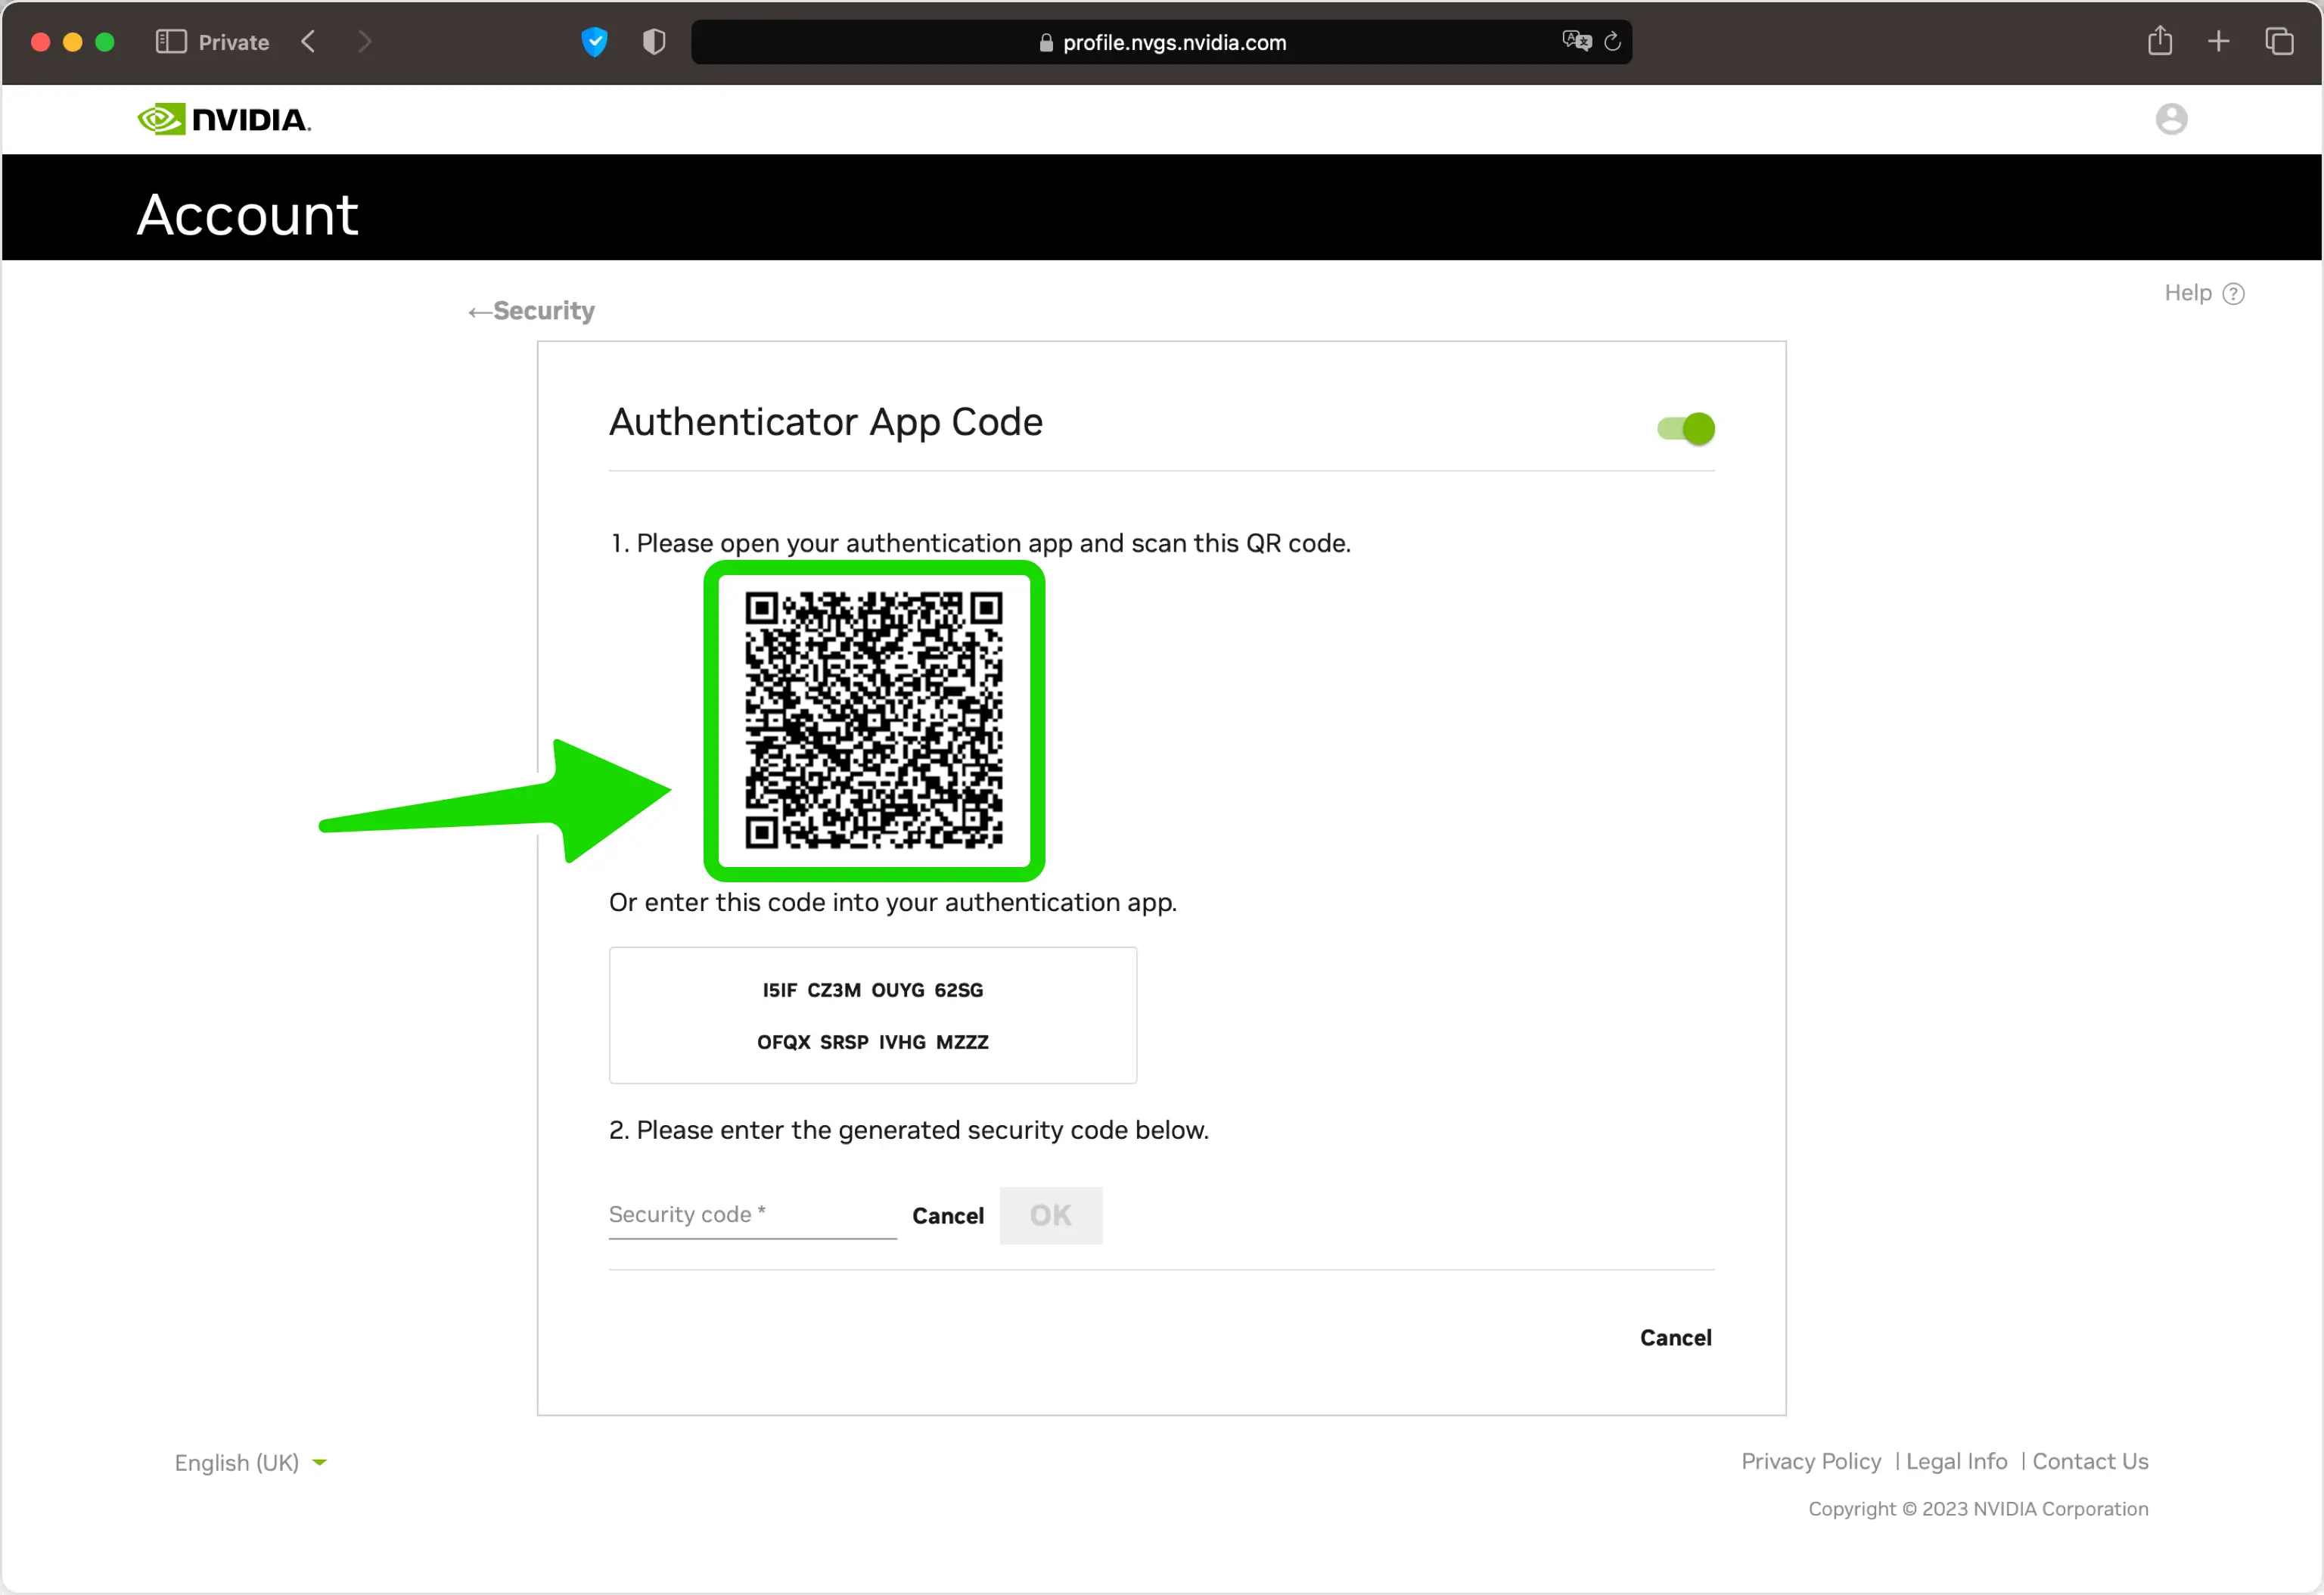 Private
profile.nvgs.nvidia.com
NVIDIA.
Account
←Security
Help ?
Authenticator App Code
1. Please open your authentication app and scan this QR code.
Or enter this code into your authentication app.
I5IF CZ3M OUYG 62SG
OFQX SRSP IVHG MZZZ
2. Please enter the generated security code below.
Security code *
Cancel
OK
Cancel
English (UK)
Privacy Policy | Legal Info | Contact Us
Copyright © 2023 NVIDIA Corporation